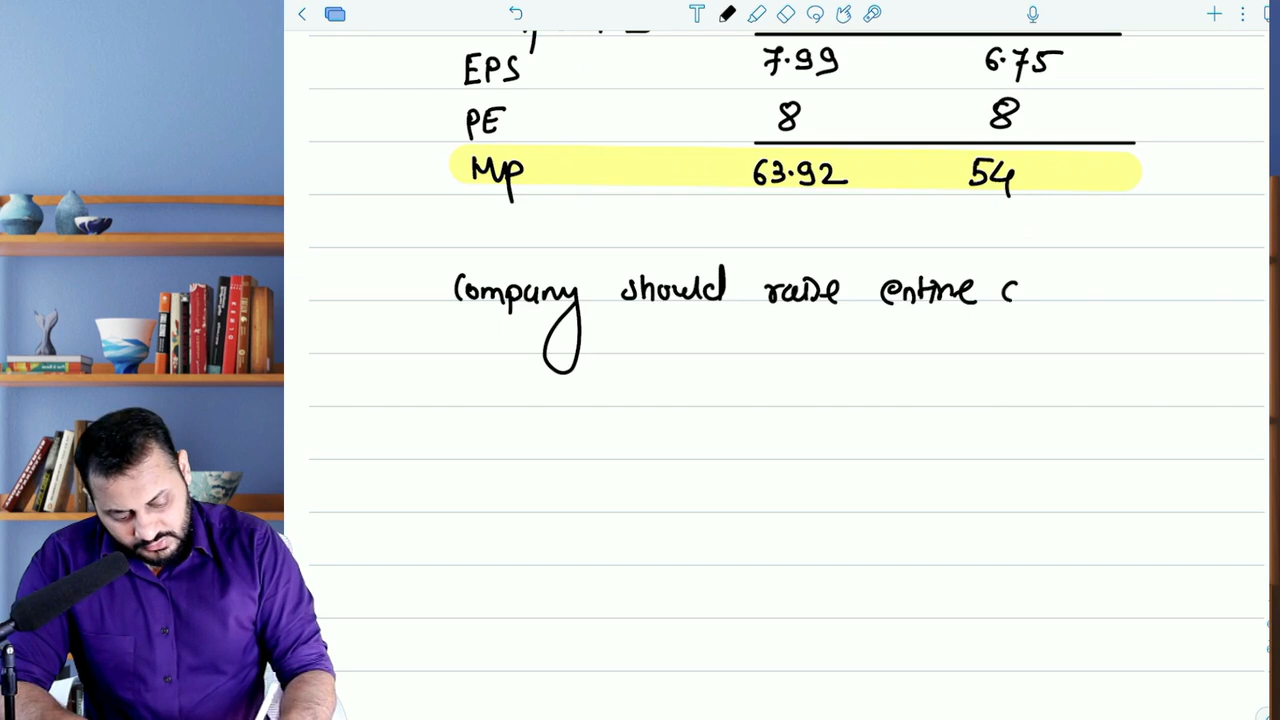 EPS 7.99 6.75
PE 8 8
Mp 63.92 54
Company should raise entire c